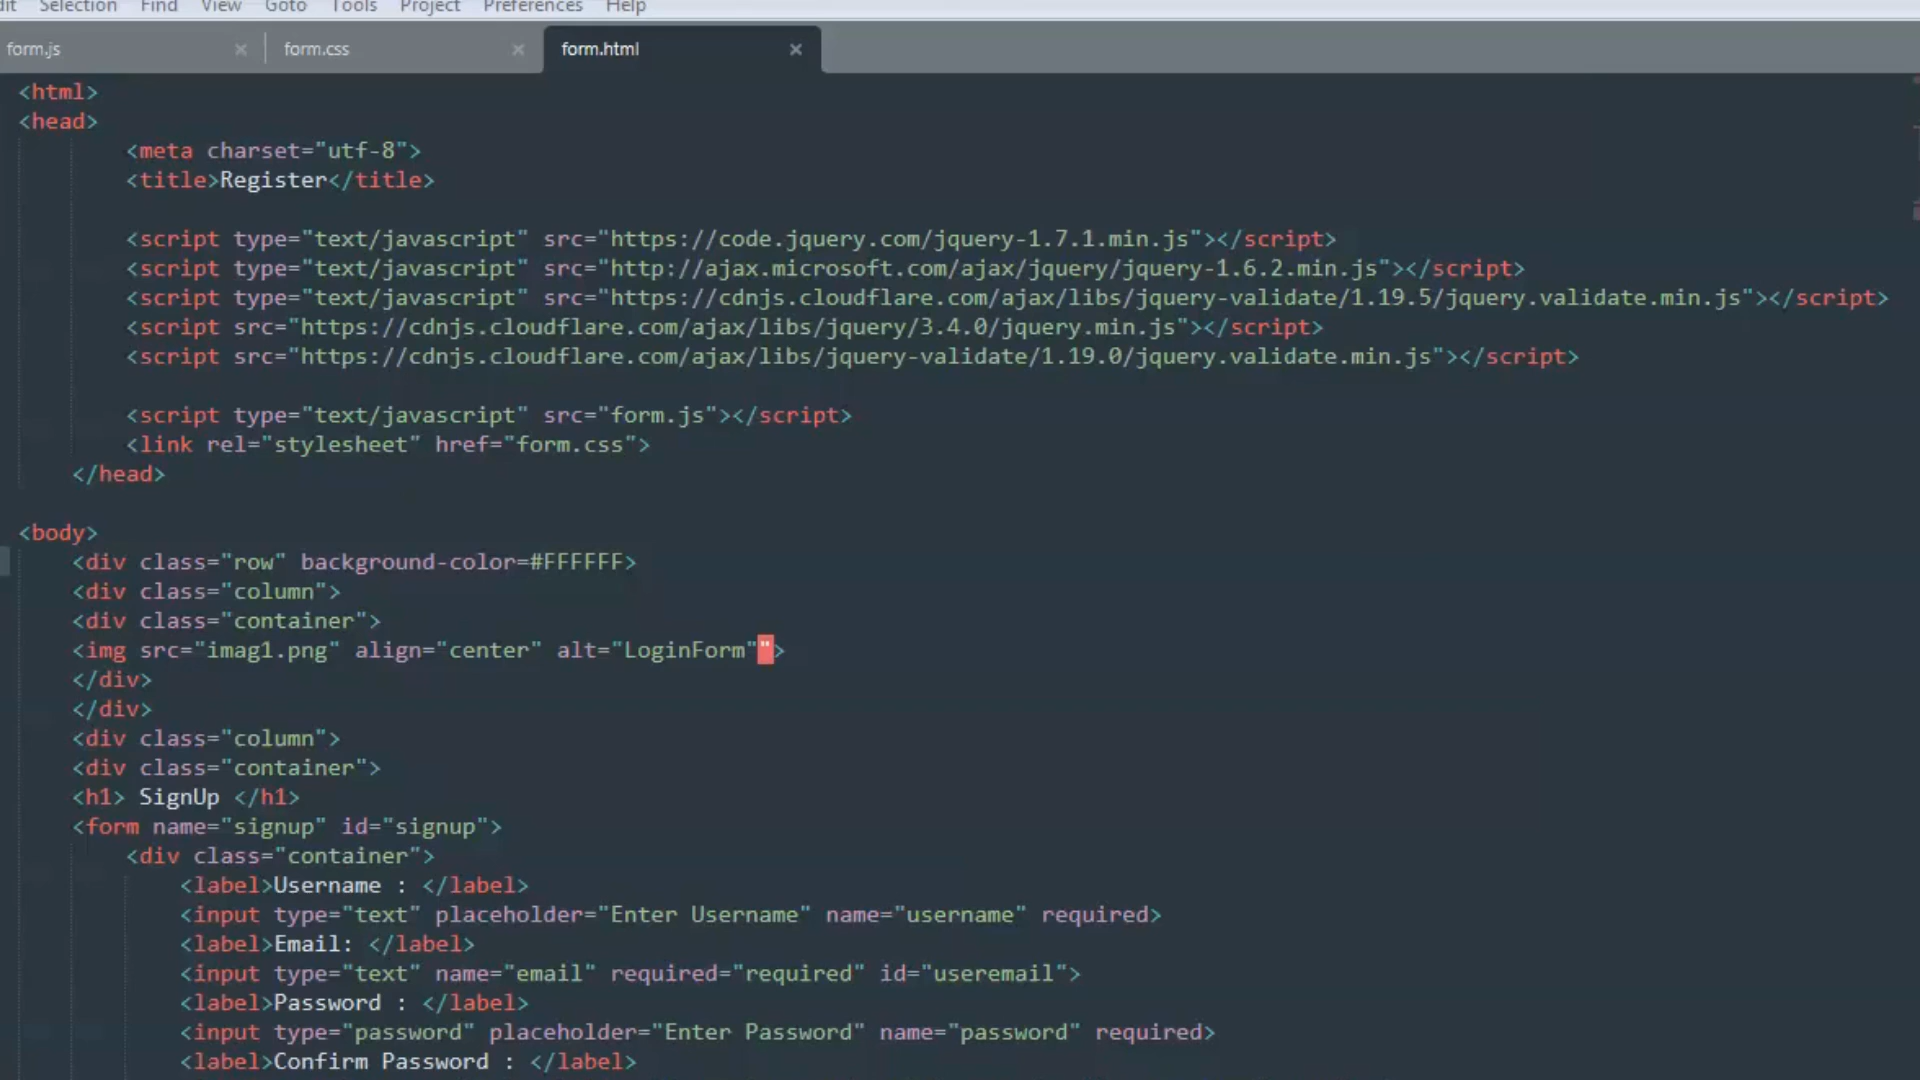 Selection Find View Goto Tools Project Preferences Help
form.js × form.css × form.html ×
<html>
<head>
<meta charset="utf-8">
<title>Register</title>
<script type="text/javascript" src="https://code.jquery.com/jquery-1.7.1.min.js"></script>
<script type="text/javascript" src="http://ajax.microsoft.com/ajax/jquery/jquery-1.6.2.min.js"></script>
<script type="text/javascript" src="https://cdnjs.cloudflare.com/ajax/libs/jquery-validate/1.19.5/jquery.validate.min.js"></script>
<script src="https://cdnjs.cloudflare.com/ajax/libs/jquery/3.4.0/jquery.min.js"></script>
<script src="https://cdnjs.cloudflare.com/ajax/libs/jquery-validate/1.19.0/jquery.validate.min.js"></script>
<script type="text/javascript" src="form.js"></script>
<link rel="stylesheet" href="form.css">
</head>
<body>
<div class="row" background-color=#FFFFFF>
<div class="column">
<div class="container">
<img src="imag1.png" align="center" alt="LoginForm"">
</div>
</div>
<div class="column">
<div class="container">
<h1> SignUp </h1>
<form name="signup" id="signup">
<div class="container">
<label>Username : </label>
<input type="text" placeholder="Enter Username" name="username" required>
<label>Email: </label>
<input type="text" name="email" required="required" id="useremail">
<label>Password : </label>
<input type="password" placeholder="Enter Password" name="password" required>
<label>Confirm Password : </label>